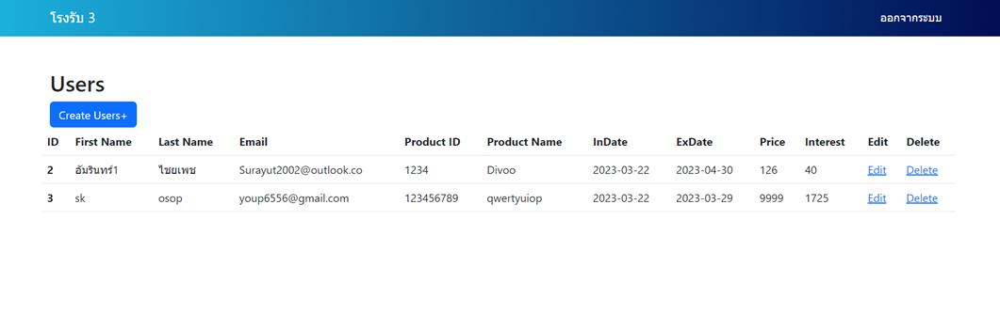 โรงรับ 3 ออกจากระบบ
Users
Create Users+
ID First Name Last Name Email Product ID Product Name InDate ExDate Price Interest Edit Delete
2 อัมรินทร์1 ไชยเพช Surayut2002@outlook.co 1234 Divoo 2023-03-22 2023-04-30 126 40 Edit Delete
3 sk osop youp6556@gmail.com 123456789 qwertyuiop 2023-03-22 2023-03-29 9999 1725 Edit Delete